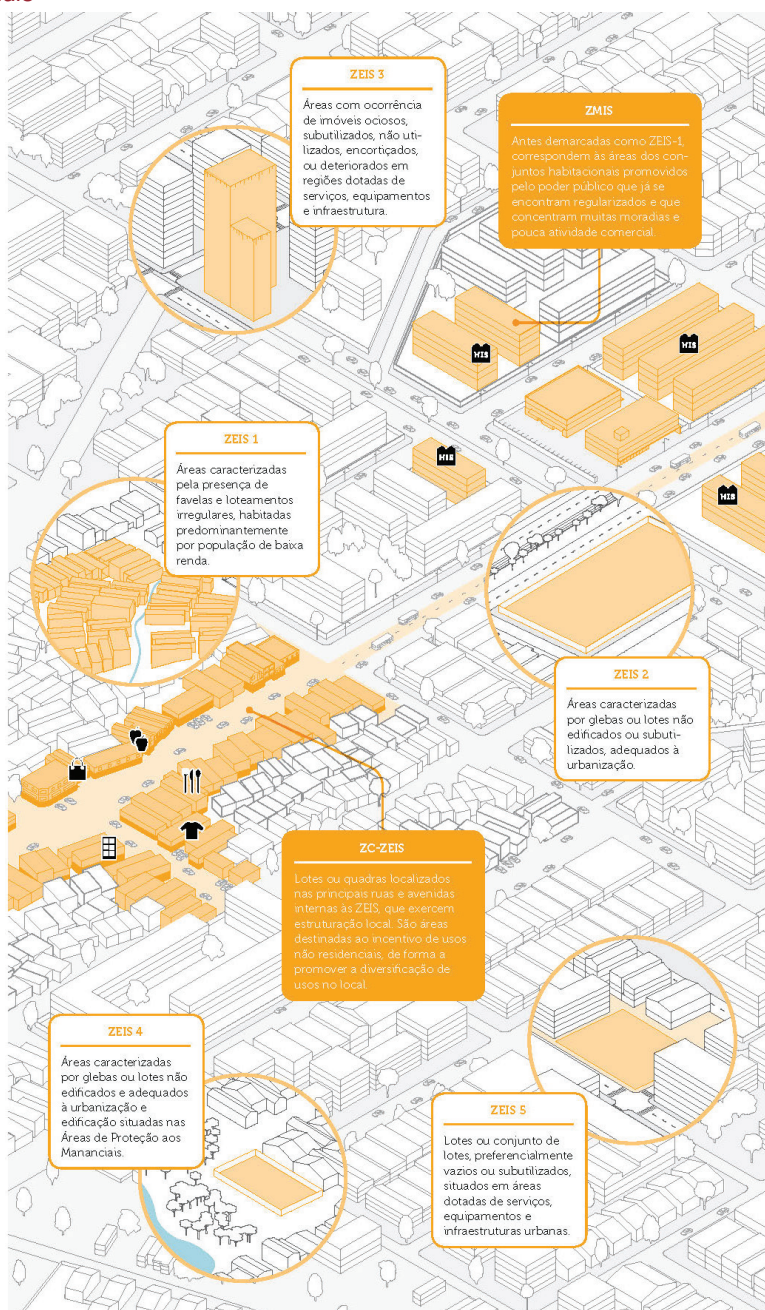 ZEIS 3
Áreas com ocorrência
de imóveis ociosos,
subutilizados, não uti-
lizados, encortiçados,
ou deteriorados em
regiões dotadas de
serviços, equipamentos
e infraestrutura.
ZMIS
Antes demarcadas como ZEIS-1,
correspondem às áreas dos con-
juntos habitacionais promovidos
pelo poder público que já se
encontram regularizados e que
concentram muitas moradias e
pouca atividade comercial.
HIS
HIS
HIS
HIS
ZEIS 1
Áreas caracterizadas
pela presença de
favelas e loteamentos
irregulares, habitadas
predominantemente
por população de baixa
renda.
ZEIS 2
Áreas caracterizadas
por glebas ou lotes não
edificados ou subuti-
lizados, adequados à
urbanização.
ZC-ZEIS
Lotes ou quadras localizados
nas principais ruas e avenidas
internas às ZEIS, que exercem
estruturação local. São áreas
destinadas ao incentivo de usos
não residenciais, de forma a
promover a diversificação de
usos no local.
ZEIS 4
Áreas caracterizadas
por glebas ou lotes não
edificados e adequados
à urbanização e
edificação situadas nas
Áreas de Proteção aos
Mananciais.
ZEIS 5
Lotes ou conjunto de
lotes, preferencialmente
vazios ou subutilizados,
situados em áreas
dotadas de serviços,
equipamentos e
infraestruturas urbanas.